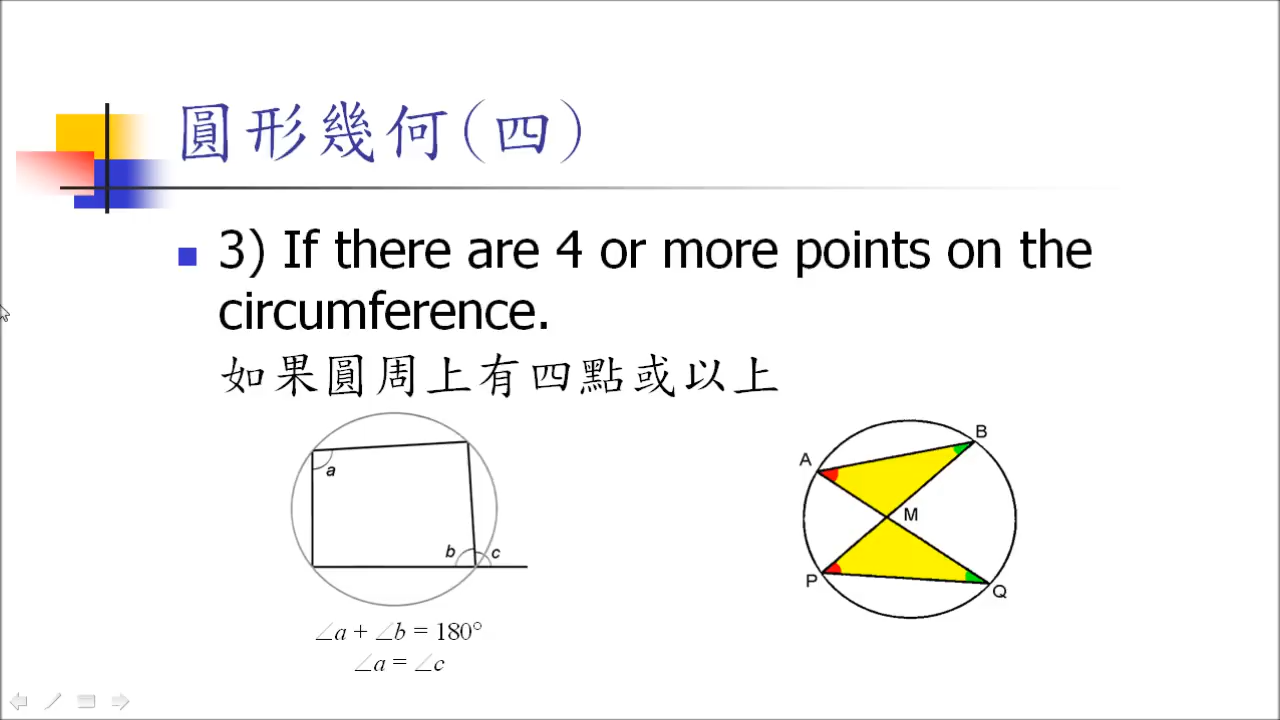 圓形幾何(四)
3) If there are 4 or more points on the
circumference.
如果圓周上有四點或以上
a
b c
∠a + ∠b = 180°
∠a = ∠c
B
A
M
P
Q